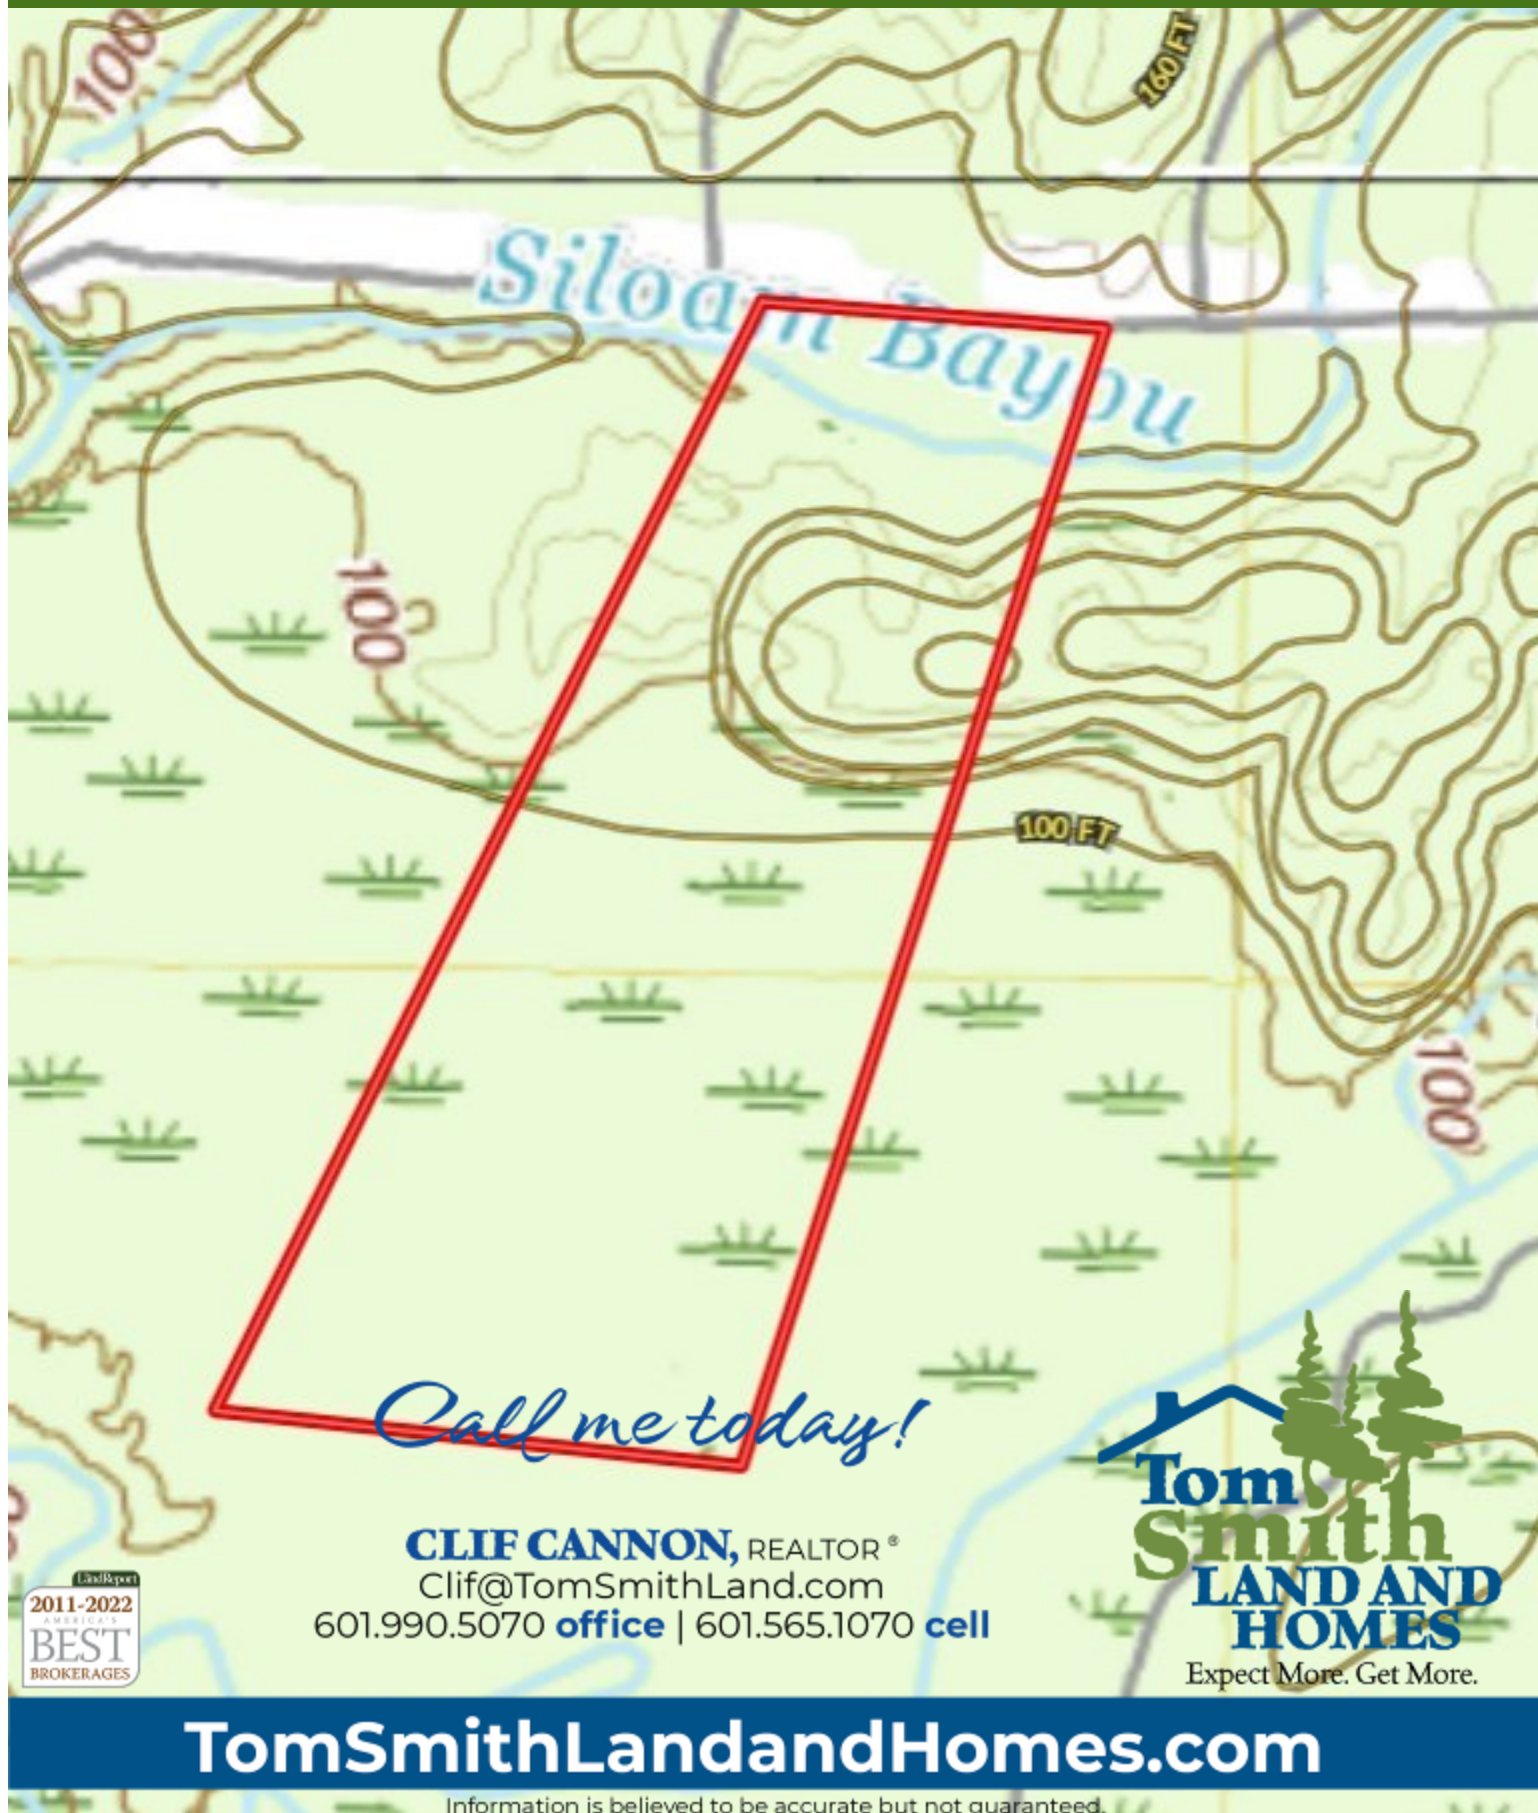 100
160 FT
Siloam Bayou
100
100 FT
100
Call me today!
CLIF CANNON, REALTOR ®
Clif@TomSmithLand.com
601.990.5070 office | 601.565.1070 cell
LandReport
2011-2022
AMERICA'S
BEST
BROKERAGES
Tom
Smith
LAND AND
HOMES
Expect More. Get More.
TomSmithLandandHomes.com
Information is believed to be accurate but not guaranteed.